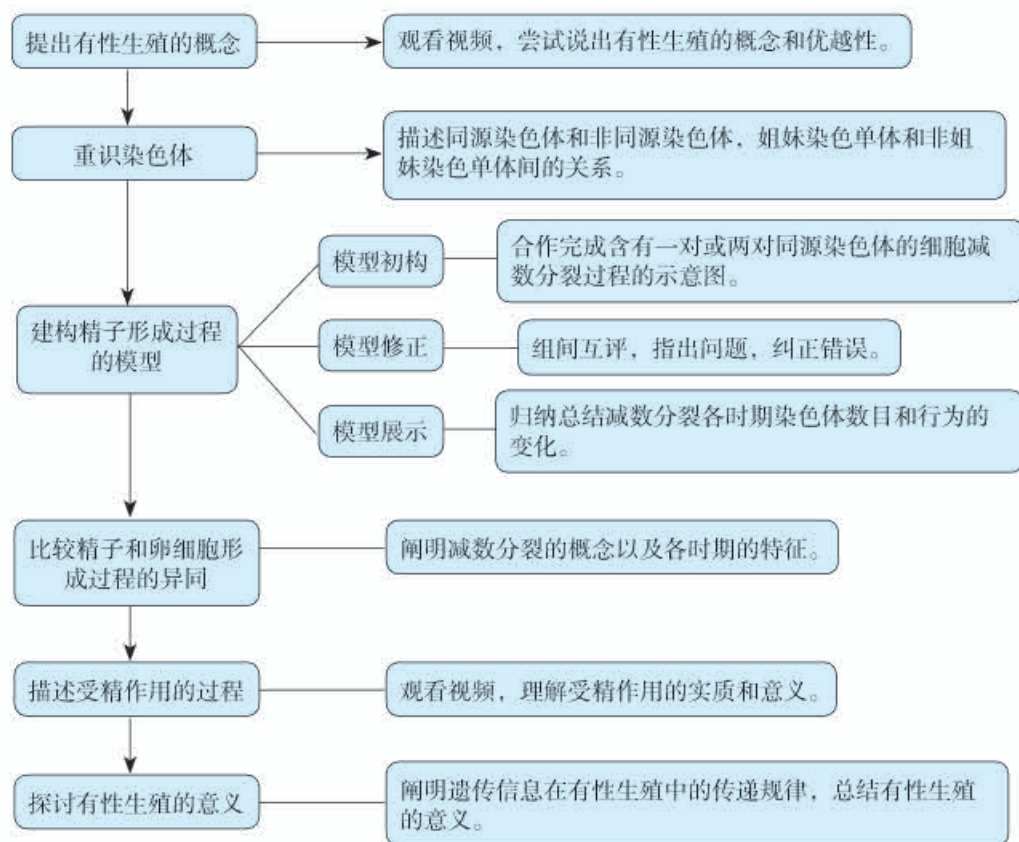 提出有性生殖的概念
观看视频，尝试说出有性生殖的概念和优越性。
重识染色体
描述同源染色体和非同源染色体，姐妹染色单体和非姐
妹染色单体间的关系。
建构精子形成过程
的模型
模型初构
合作完成含有一对或两对同源染色体的细胞减
数分裂过程的示意图。
模型修正
组间互评，指出问题，纠正错误。
模型展示
归纳总结减数分裂各时期染色体数目和行为的
变化。
比较精子和卵细胞形
成过程的异同
阐明减数分裂的概念以及各时期的特征。
描述受精作用的过程
观看视频，理解受精作用的实质和意义。
探讨有性生殖的意义
阐明遗传信息在有性生殖中的传递规律，总结有性生殖
的意义。